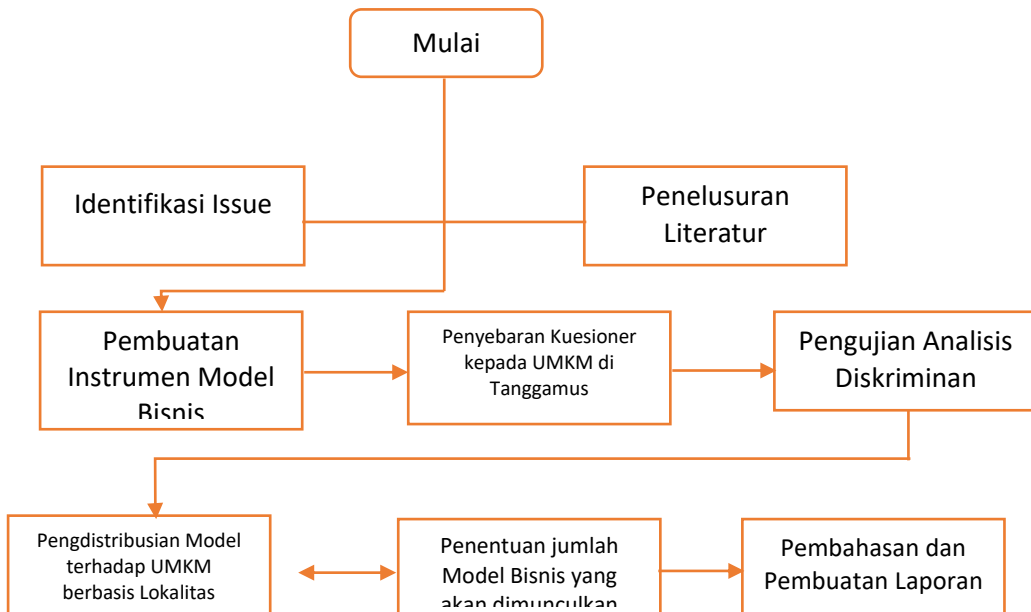 Mulai
Identifikasi Issue
Penelusuran
Literatur
Pembuatan
Instrumen Model
Bisnis
Penyebaran Kuesioner
kepada UMKM di
Tanggamus
Pengujian Analisis
Diskriminan
Pengdistribusian Model
terhadap UMKM
berbasis Lokalitas
Penentuan jumlah
Model Bisnis yang
akan dimunculkan
Pembahasan dan
Pembuatan Laporan